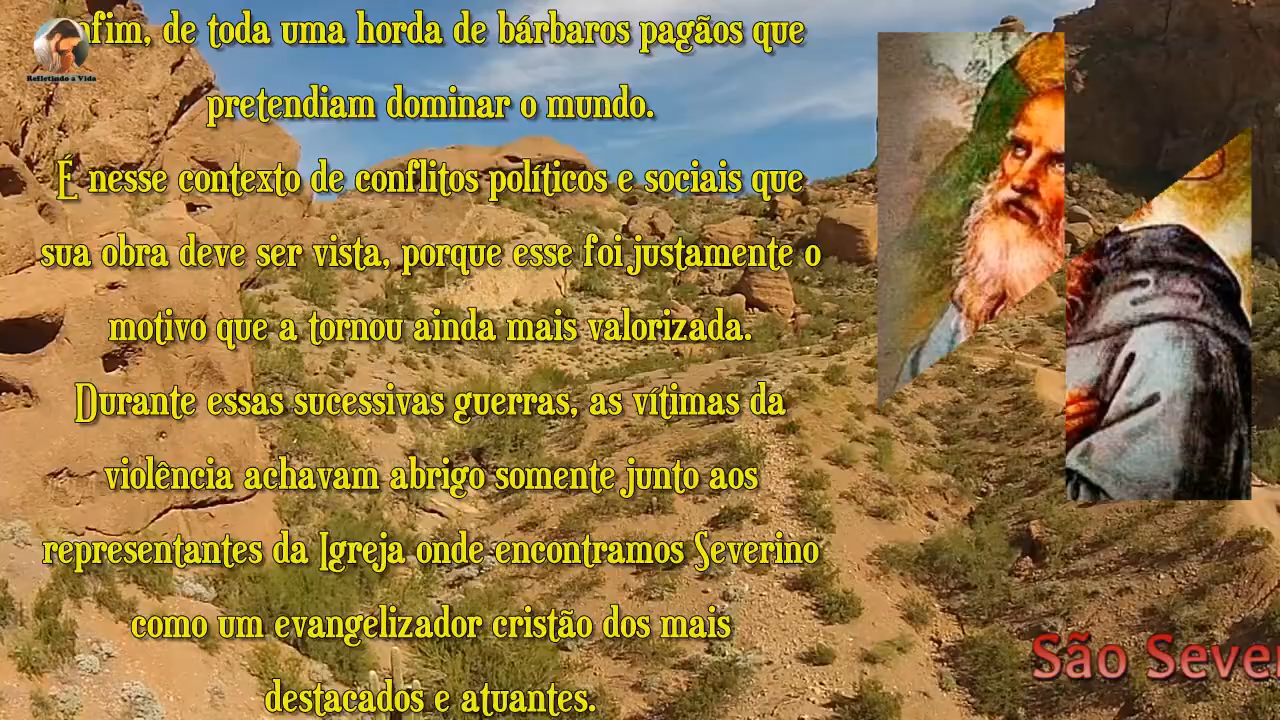 Refletindo a Vida
de toda uma horda de bárbaros pagãos que
pretendiam dominar o mundo.
É nesse contexto de conflitos políticos e sociais que
sua obra deve ser vista, porque esse foi justamente o
motivo que a tornou ainda mais valorizada.
Durante essas sucessivas guerras, as vítimas da
violência achavam abrigo somente junto aos
representantes da Igreja onde encontramos Severino
como um evangelizador cristão dos mais
destacados e atuantes.
São Sever